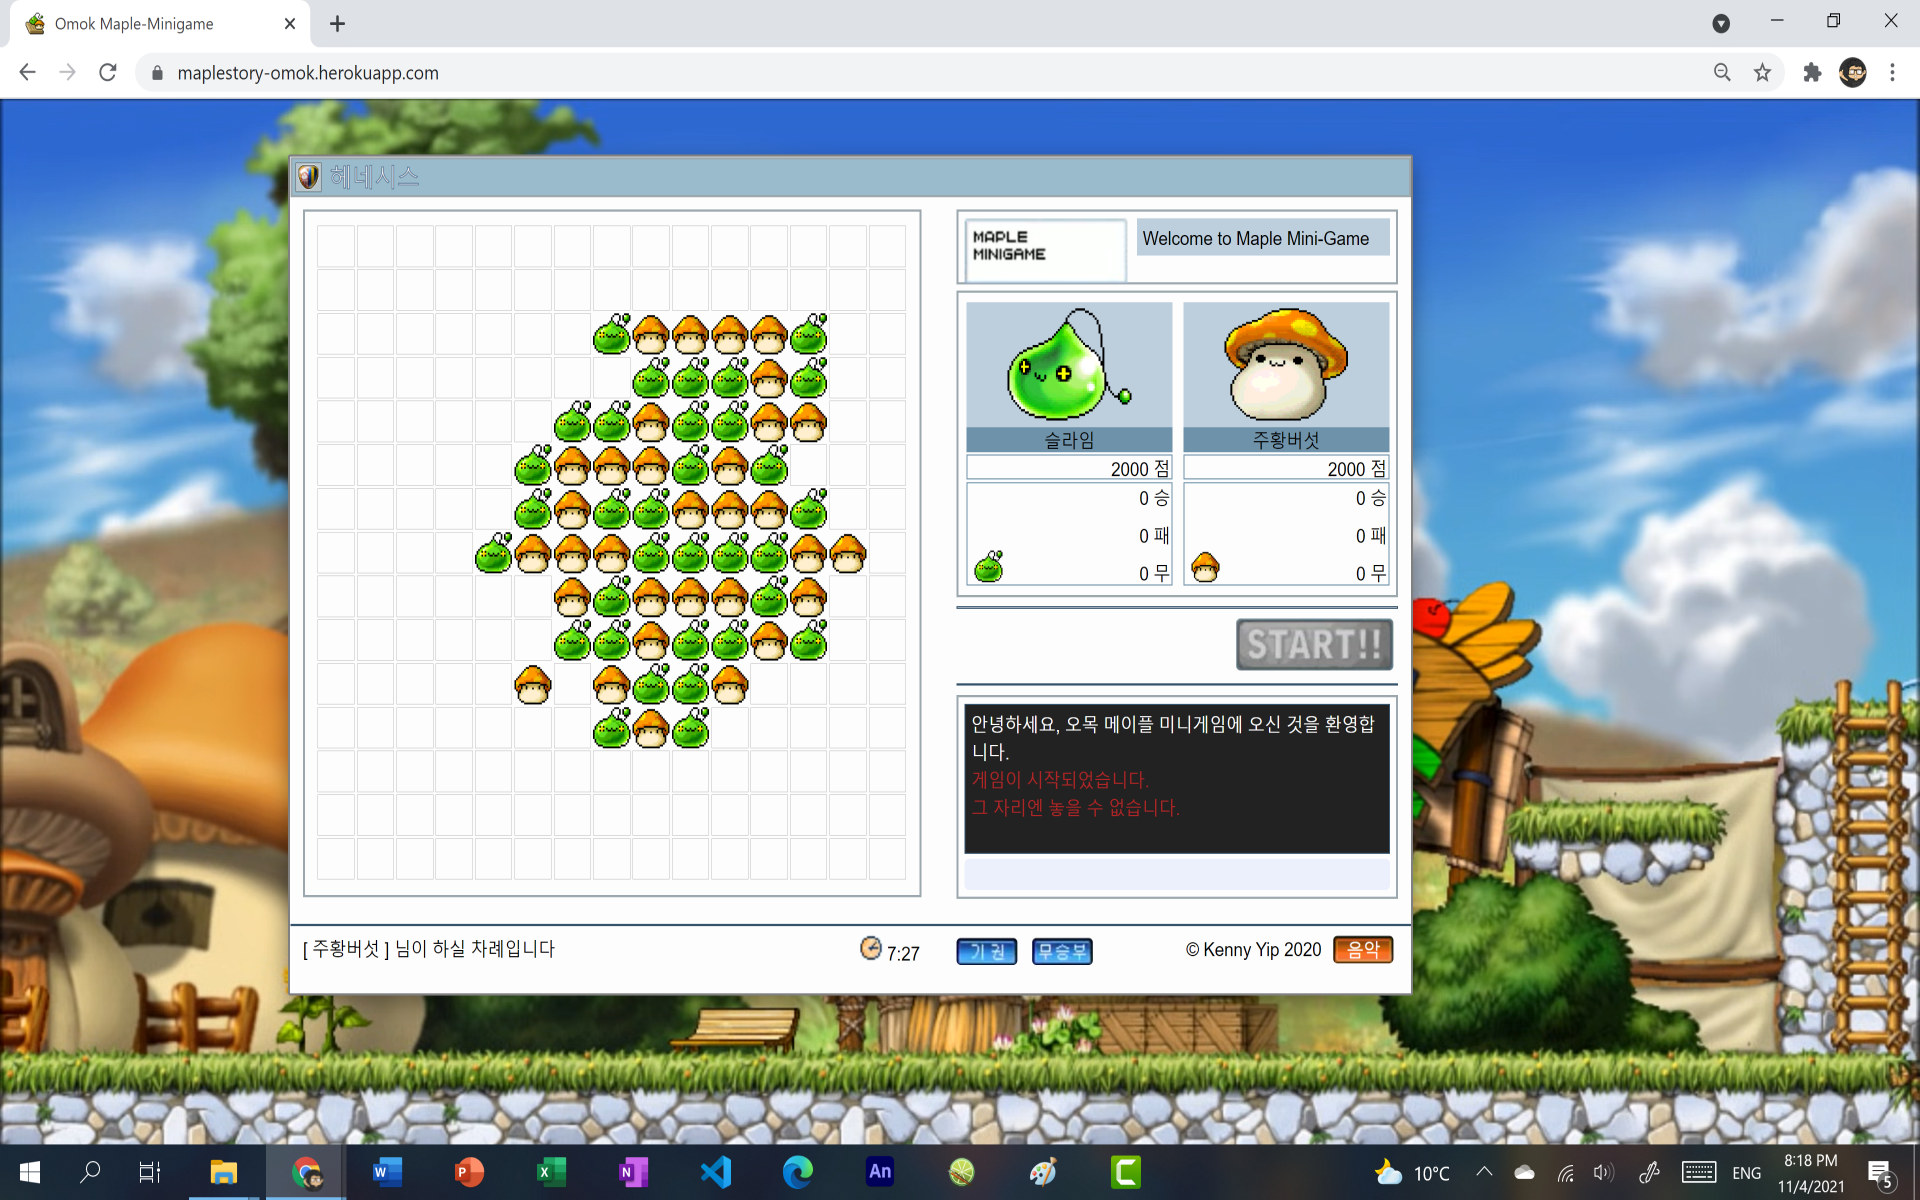 Omok Maple-Minigame
maplestory-omok.herokuapp.com
헤네시스
MAPLE
MINIGAME
Welcome to Maple Mini-Game
슬라임
주황버섯
2000 점
2000 점
0 승
0 승
0 패
0 패
0 무
0 무
START!!
안녕하세요, 오목 메이플 미니게임에 오신 것을 환영합
니다.
게임이 시작되었습니다.
그 자리엔 놓을 수 없습니다.
[ 주황버섯 ] 님이 하실 차례입니다
7:27
기 권
무승부
© Kenny Yip 2020
음악
W
P
X
N
An
C
10°C
ENG
8:18 PM
11/4/2021
5